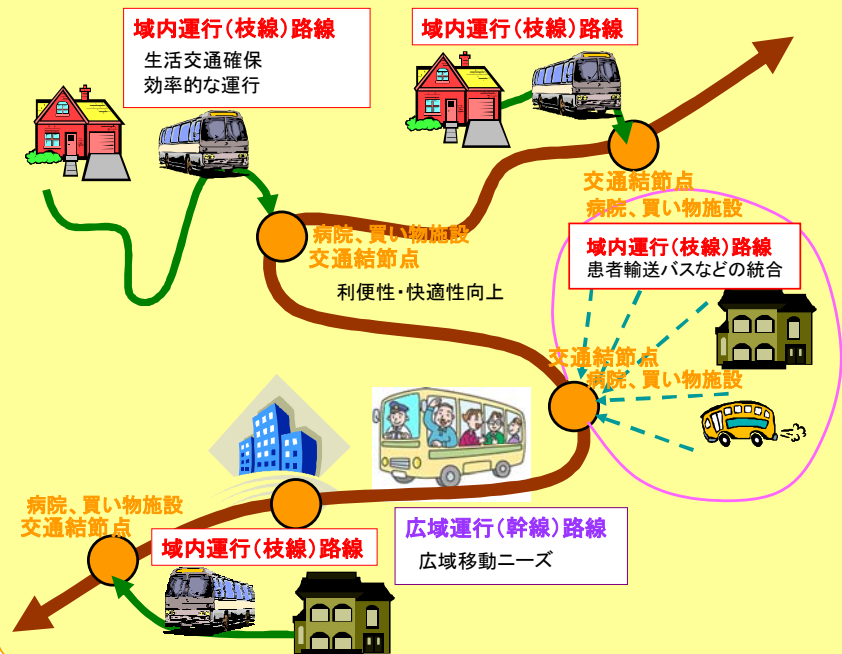 域内運行(枝線)路線
生活交通確保
効率的な運行
域内運行(枝線)路線
交通結節点
病院、買い物施設
病院、買い物施設
交通結節点
域内運行(枝線)路線
患者輸送バスなどの統合
利便性・快適性向上
交通結節点
病院、買い物施設
病院、買い物施設
交通結節点
広域運行(幹線)路線
広域移動ニーズ
域内運行(枝線)路線